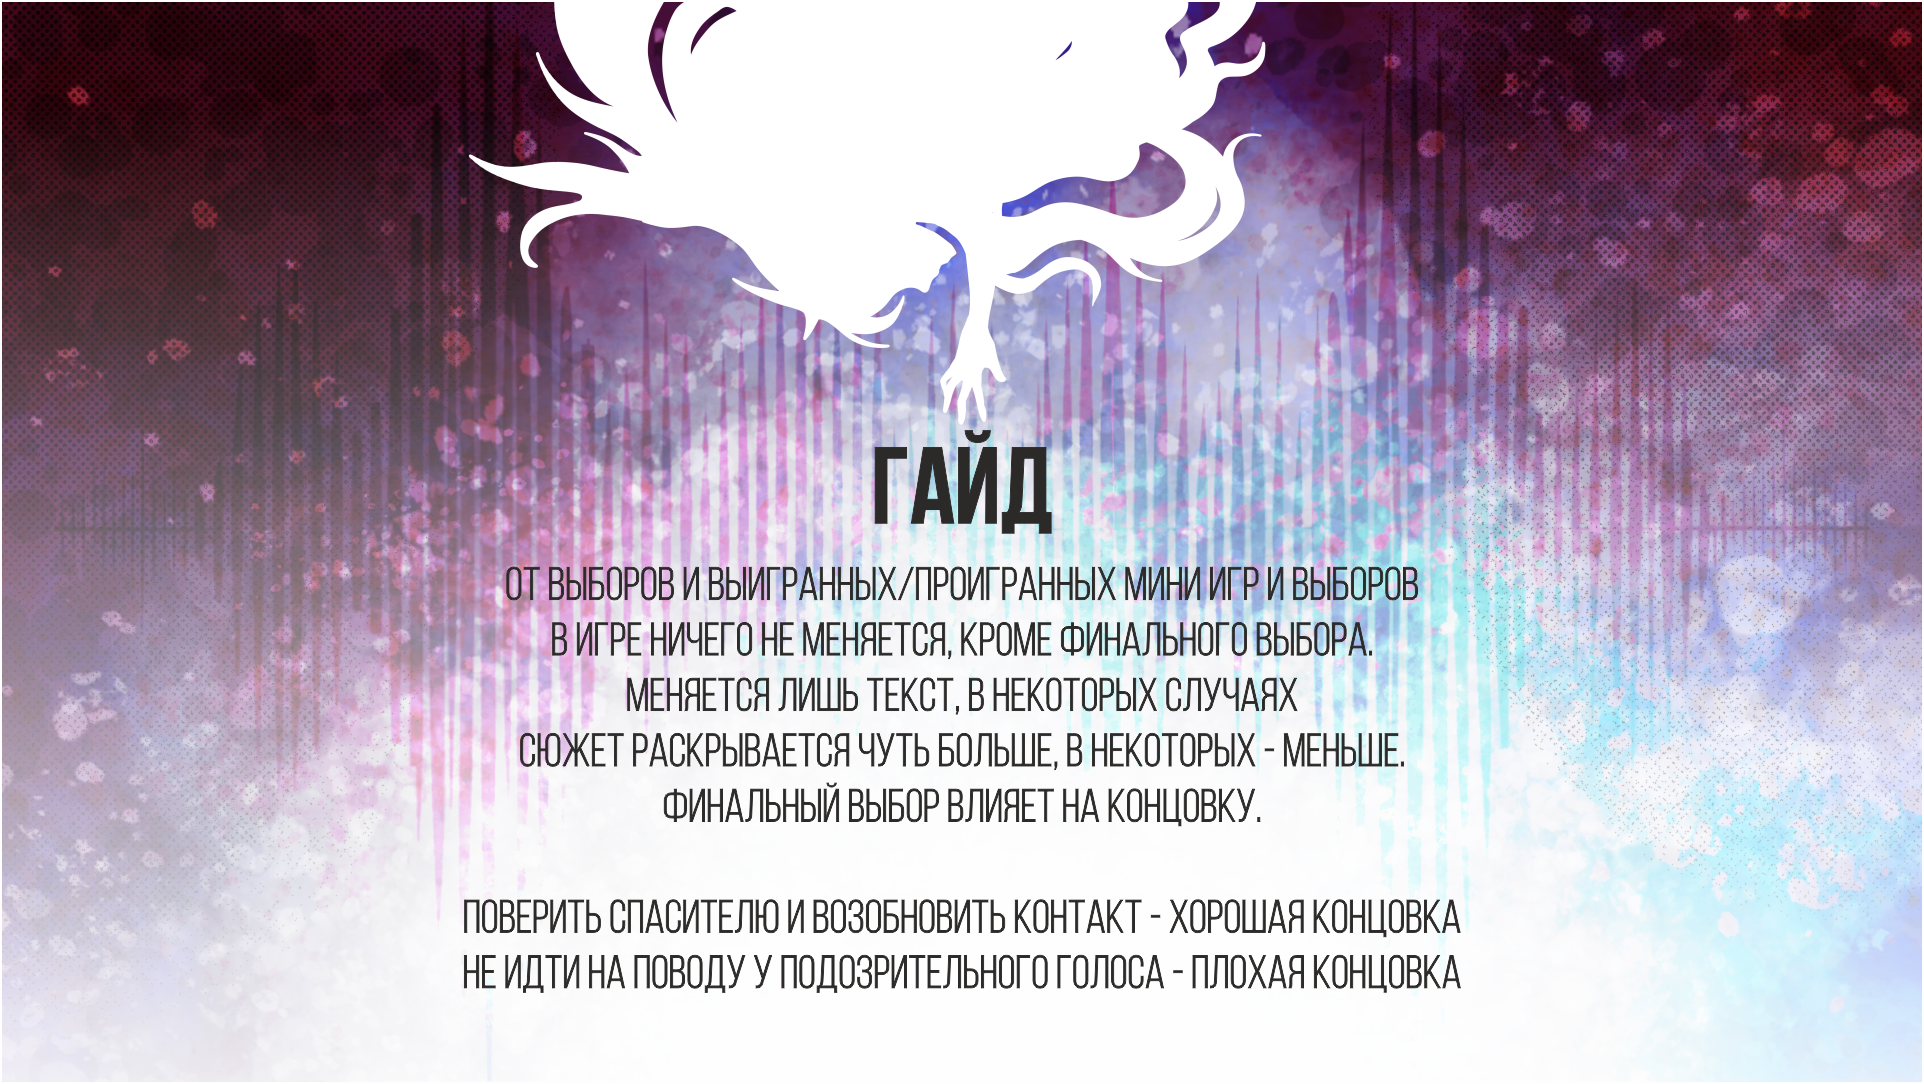 ГАЙД
ОТ ВЫБОРОВ И ВЫИГРАННЫХ/ПРОИГРАННЫХ МИНИ ИГР И ВЫБОРОВ
В ИГРЕ НИЧЕГО НЕ МЕНЯЕТСЯ, КРОМЕ ФИНАЛЬНОГО ВЫБОРА.
МЕНЯЕТСЯ ЛИШЬ ТЕКСТ, В НЕКОТОРЫХ СЛУЧАЯХ
СЮЖЕТ РАСКРЫВАЕТСЯ ЧУТЬ БОЛЬШЕ, В НЕКОТОРЫХ - МЕНЬШЕ.
ФИНАЛЬНЫЙ ВЫБОР ВЛИЯЕТ НА КОНЦОВКУ.
ПОВЕРИТЬ СПАСИТЕЛЮ И ВОЗОБНОВИТЬ КОНТАКТ - ХОРОШАЯ КОНЦОВКА
НЕ ИДТИ НА ПОВОДУ У ПОДОЗРИТЕЛЬНОГО ГОЛОСА - ПЛОХАЯ КОНЦОВКА